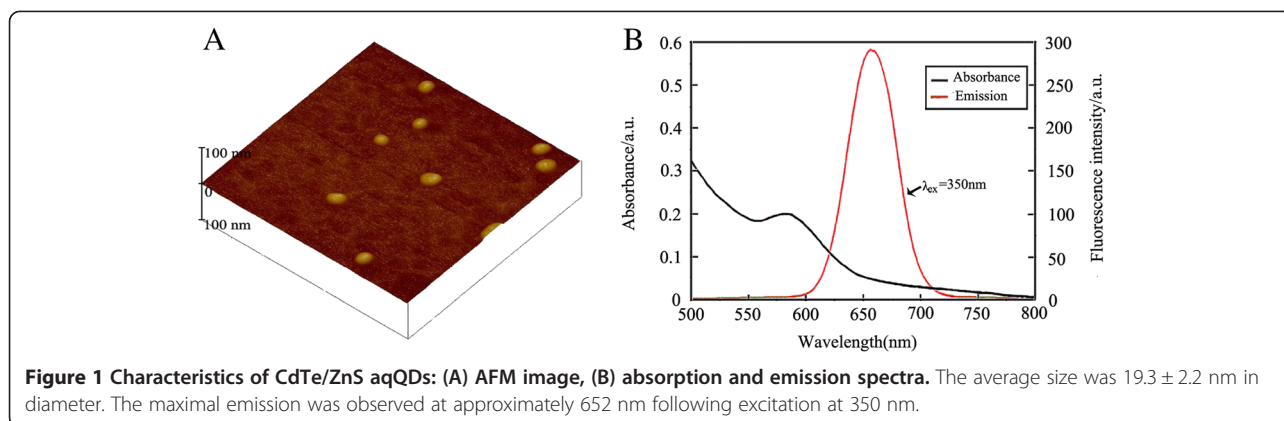 A
100 nm
0
100 nm
B
0.6
0.5
0.4
0.3
0.2
0.1
0
Absorbance/a.u.
300
250
200
150
100
50
0
Fluorescence intensity/a.u.
Absorbance
Emission
λex=350nm
500 550 600 650 700 750 800
Wavelength(nm)
Figure 1 Characteristics of CdTe/ZnS aqQDs: (A) AFM image, (B) absorption and emission spectra. The average size was 19.3 ± 2.2 nm in
diameter. The maximal emission was observed at approximately 652 nm following excitation at 350 nm.